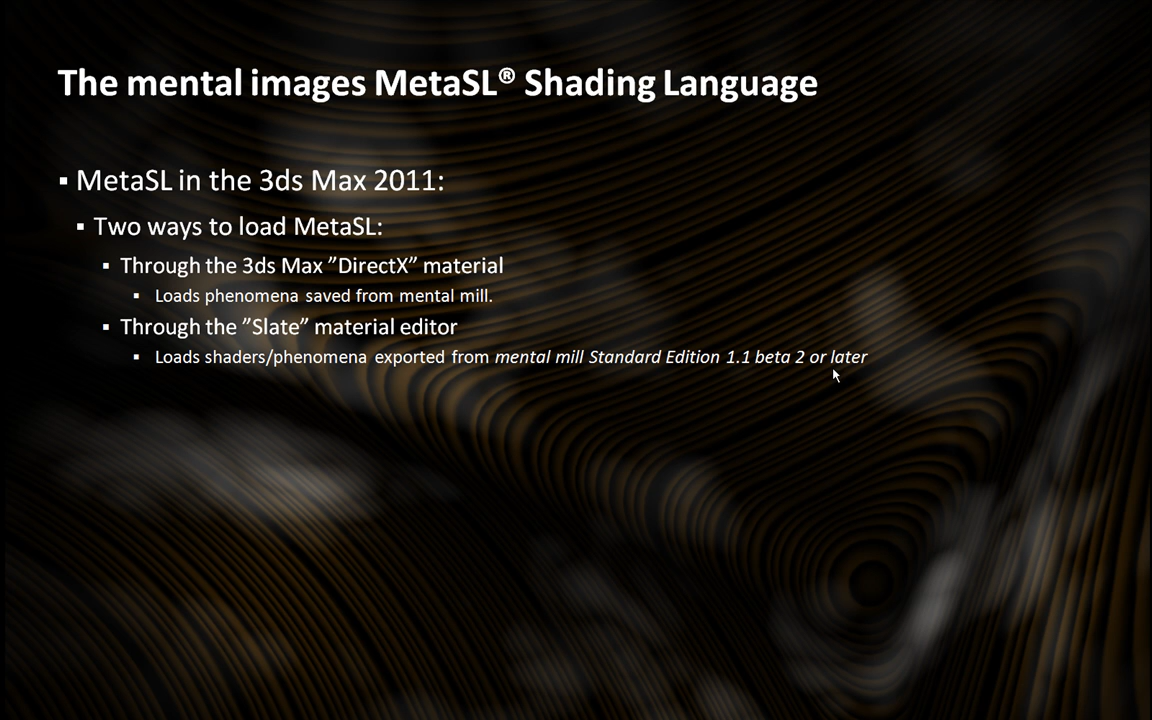 The mental images MetaSL® Shading Language
▪ MetaSL in the 3ds Max 2011:
▪ Two ways to load MetaSL:
▪ Through the 3ds Max ”DirectX” material
▪ Loads phenomena saved from mental mill.
▪ Through the ”Slate” material editor
▪ Loads shaders/phenomena exported from mental mill Standard Edition 1.1 beta 2 or later